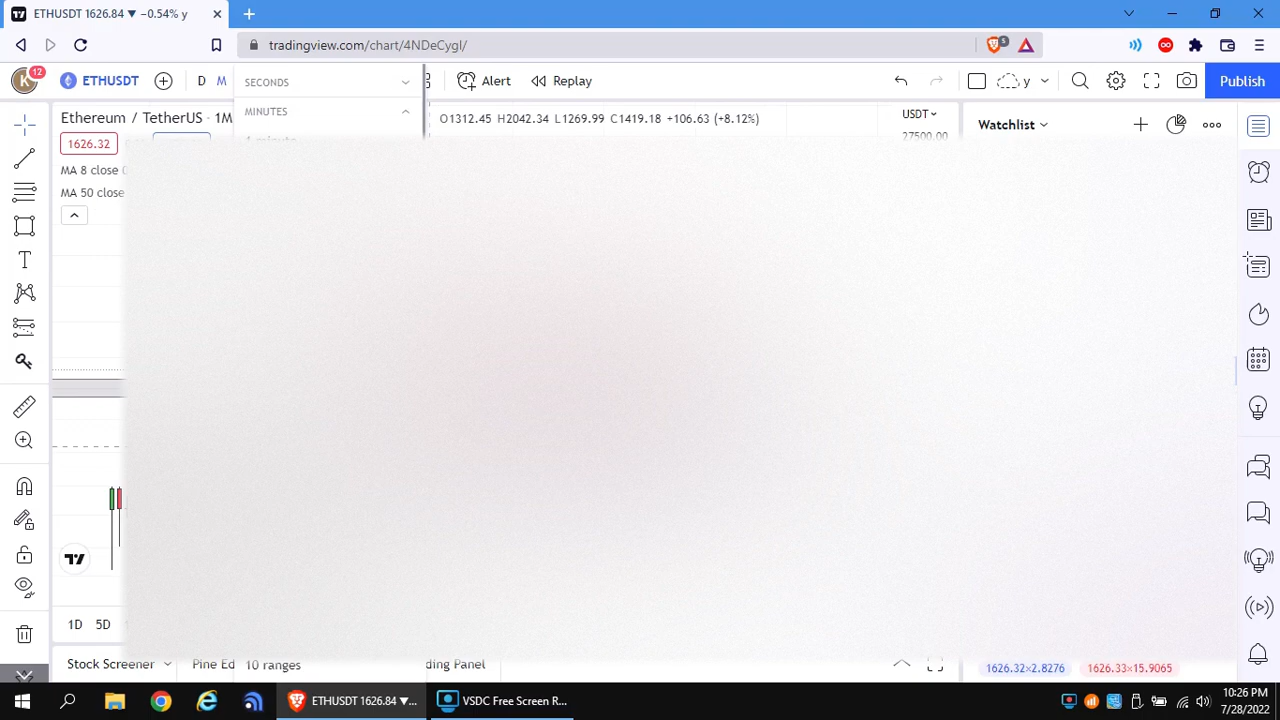 ETHUSDT 1626.84 ▼ −0.54% y
tradingview.com/chart/4NDeCygJ/
5
K
12
ETHUSDT
D
M
SECONDS
Alert
Replay
y
Publish
MINUTES
Ethereum / TetherUS · 1M
O1312.45 H2042.34 L1269.99 C1419.18 +106.63 (+8.12%)
USDT
Watchlist
27500.00
1626.32
MA 8 close
MA 50 close
1D
5D
Stock Screener
Pine Ed
10 ranges
ding Panel
1626.32×2.8276
1626.33×15.9065
ETHUSDT 1626.84 ▼...
VSDC Free Screen R...
10:26 PM
7/28/2022